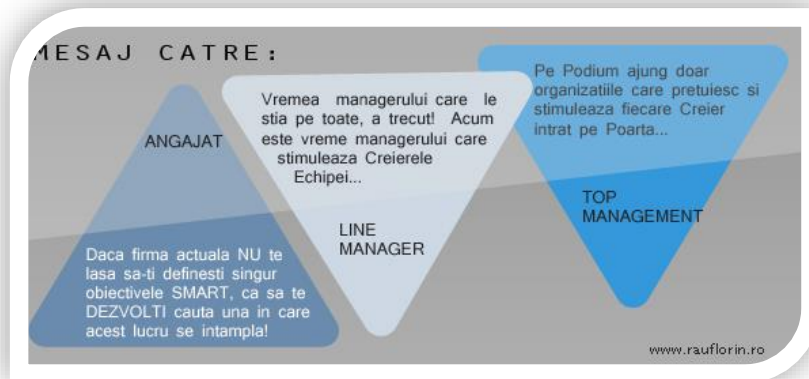 MESAJ CATRE:
ANGAJAT
Daca firma actuala NU te
lasa sa-ti definesti singur
obiectivele SMART, ca sa te
DEZVOLTI cauta una in care
acest lucru se intampla!
Vremea managerului care le
stia pe toate, a trecut! Acum
este vreme managerului care
stimuleaza Creierele
Echipei...
LINE
MANAGER
Pe Podium ajung doar
organizatiile care pretuiesc si
stimuleaza fiecare Creier
intrat pe Poarta...
TOP
MANAGEMENT
www.rauflorin.ro